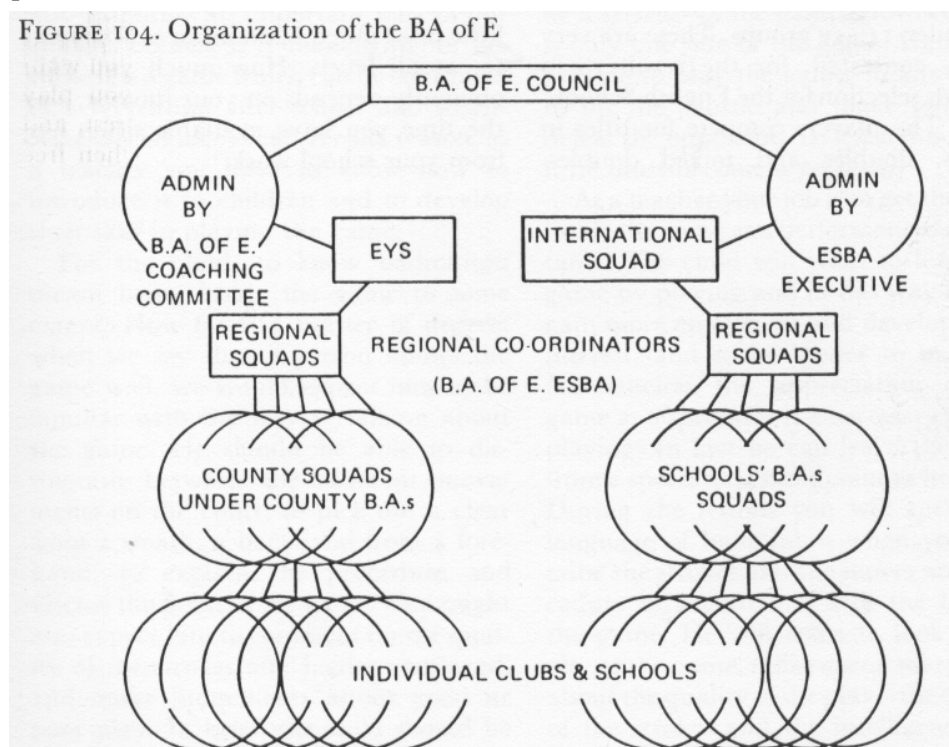 FIGURE 104. Organization of the BA of E
B.A. OF E. COUNCIL
ADMIN
BY
B.A. OF E.
COACHING
COMMITTEE
EYS
INTERNATIONAL
SQUAD
ADMIN
BY
ESBA
EXECUTIVE
REGIONAL
SQUADS
REGIONAL CO-ORDINATORS
(B.A. OF E. ESBA)
REGIONAL
SQUADS
COUNTY SQUADS
UNDER COUNTY B.A.s
SCHOOLS' B.A.s
SQUADS
INDIVIDUAL CLUBS & SCHOOLS